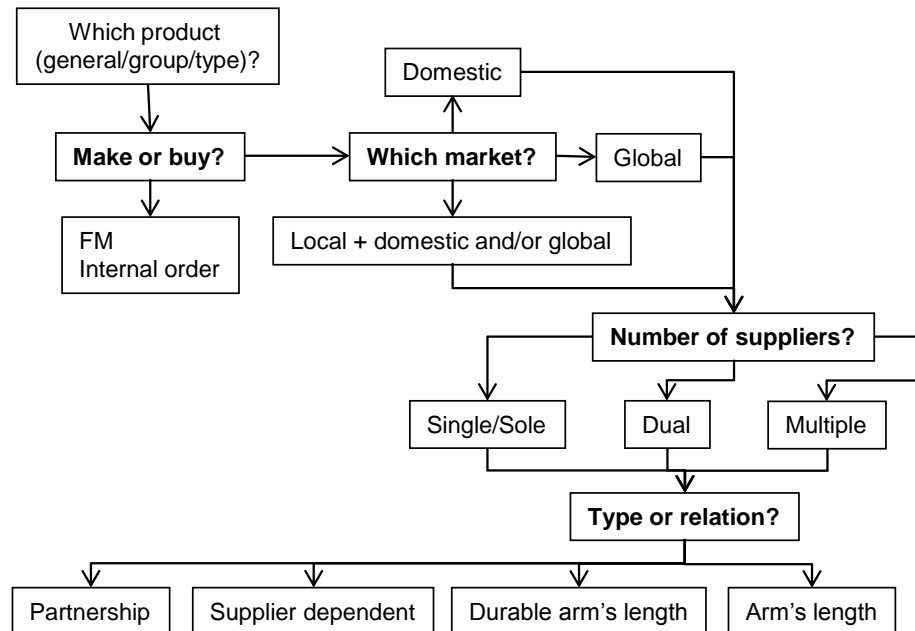 Which product
(general/group/type)?
Domestic
Make or buy?
Which market?
Global
FM
Internal order
Local + domestic and/or global
Number of suppliers?
Single/Sole
Dual
Multiple
Type or relation?
Partnership
Supplier dependent
Durable arm's length
Arm's length